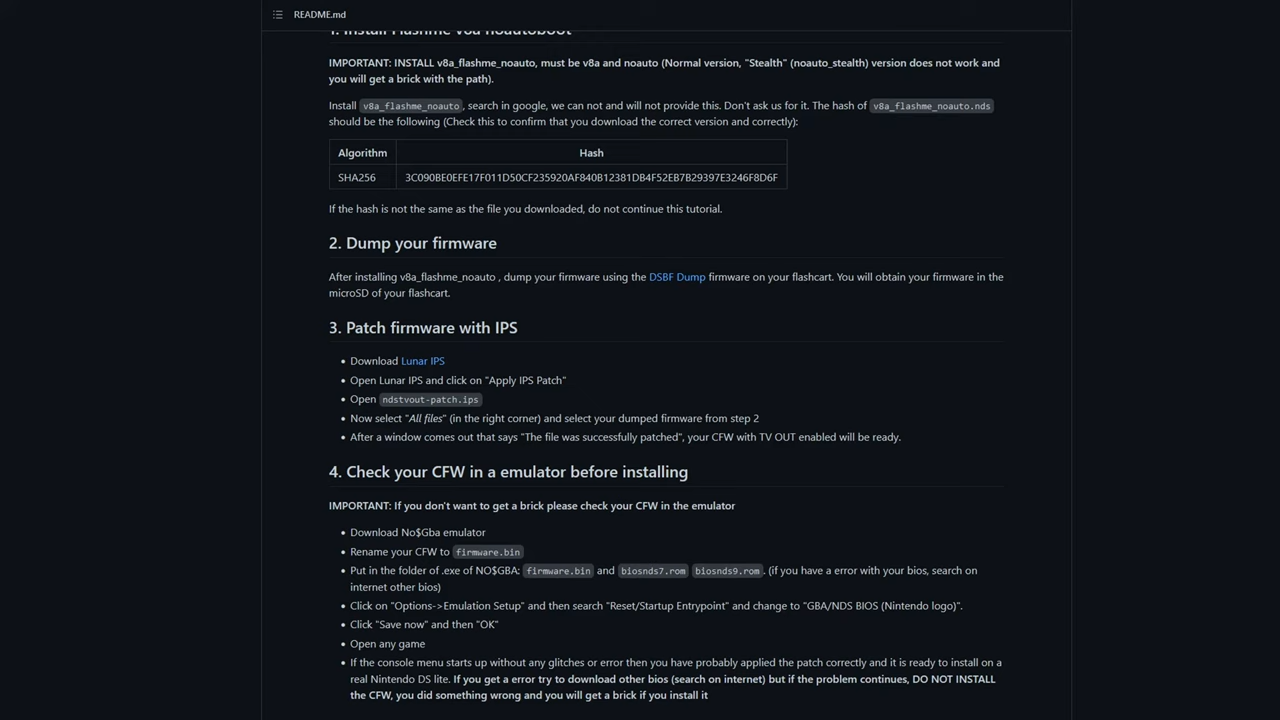 README.md
1. Install Flashme v8a noautoboot
IMPORTANT: INSTALL v8a_flashme_noauto, must be v8a and noauto (Normal version, "Stealth" (noauto_stealth) version does not work and
you will get a brick with the path).
Install v8a_flashme_noauto, search in google, we can not and will not provide this. Don't ask us for it. The hash of v8a_flashme_noauto.nds
should be the following (Check this to confirm that you download the correct version and correctly):
Algorithm Hash
SHA256 3C090BE0EFE17F011D50CF235920AF840B12381DB4F52EB7B29397E3246F8D6F
If the hash is not the same as the file you downloaded, do not continue this tutorial.
2. Dump your firmware
After installing v8a_flashme_noauto , dump your firmware using the DSBF Dump firmware on your flashcart. You will obtain your firmware in the
microSD of your flashcart.
3. Patch firmware with IPS
• Download Lunar IPS
• Open Lunar IPS and click on "Apply IPS Patch"
• Open ndstvout-patch.ips
• Now select "All files" (in the right corner) and select your dumped firmware from step 2
• After a window comes out that says "The file was successfully patched", your CFW with TV OUT enabled will be ready.
4. Check your CFW in a emulator before installing
IMPORTANT: If you don't want to get a brick please check your CFW in the emulator
• Download No$Gba emulator
• Rename your CFW to firmware.bin
• Put in the folder of .exe of NO$GBA: firmware.bin and biosnds7.rom biosnds9.rom. (if you have a error with your bios, search on
internet other bios)
• Click on "Options->Emulation Setup" and then search "Reset/Startup Entrypoint" and change to "GBA/NDS BIOS (Nintendo logo)".
• Click "Save now" and then "OK"
• Open any game
• If the console menu starts up without any glitches or error then you have probably applied the patch correctly and it is ready to install on a
real Nintendo DS lite. If you get a error try to download other bios (search on internet) but if the problem continues, DO NOT INSTALL
the CFW, you did something wrong and you will get a brick if you install it